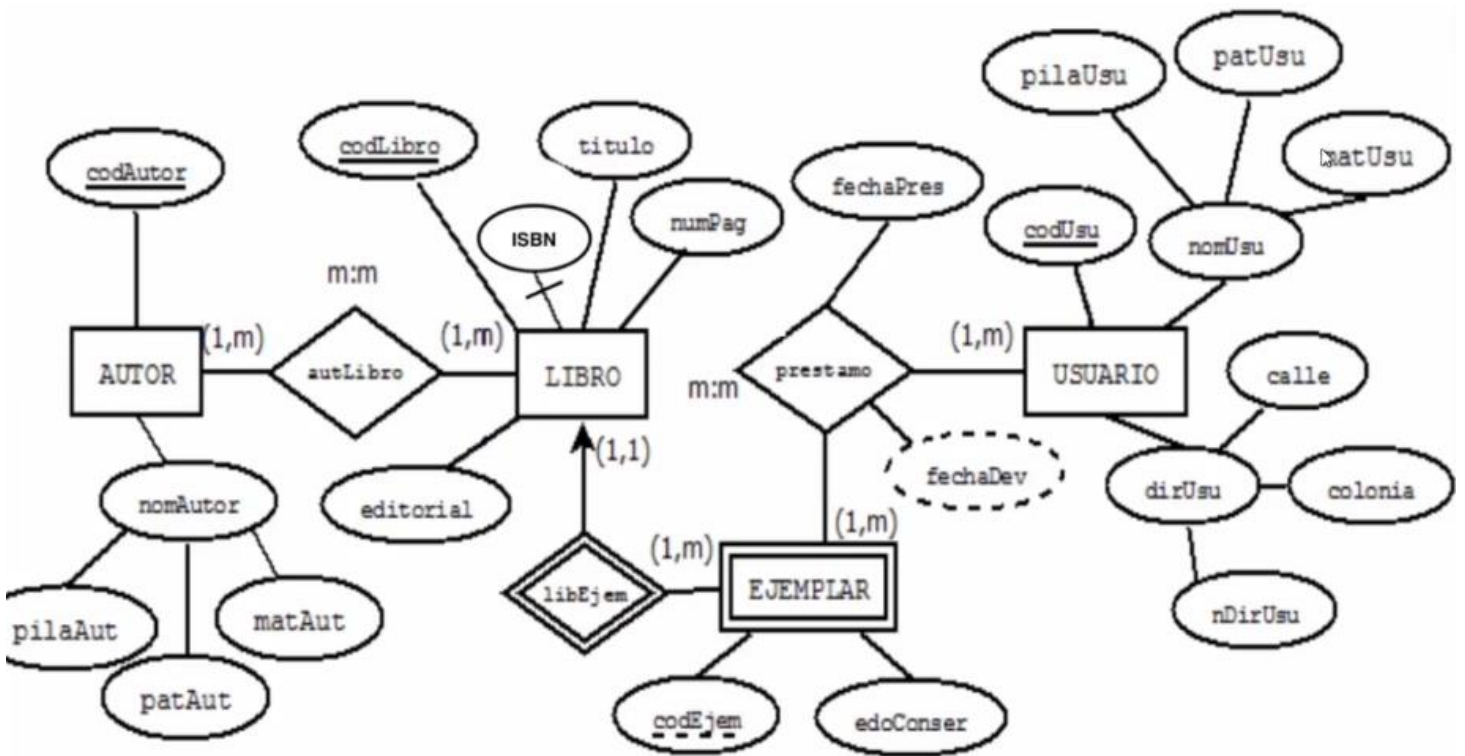 pilaUsu
patUsu
matUsu
codLibro
titulo
codAutor
fechaPres
numPag
codUsu
nomUsu
ISBN
m:m
(1,m)
(1,m)
(1,m)
AUTOR
autLibro
LIBRO
m:m
prestamo
USUARIO
calle
(1,1)
nomAutor
editorial
fechaDev
dirUsu
colonia
(1,m)
(1,m)
libEjem
EJEMPLAR
pilaAut
matAut
nDirUsu
patAut
codEjem
edoConser